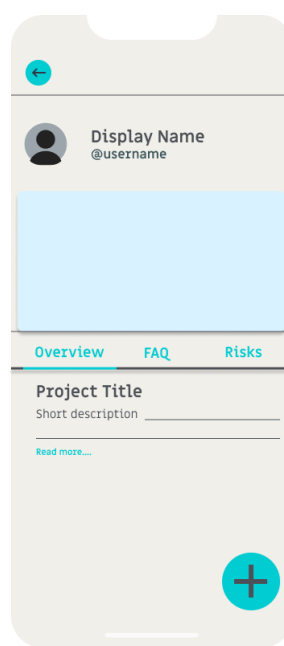 Display Name
@username
Overview FAQ Risks
Project Title
Short description
Read more....